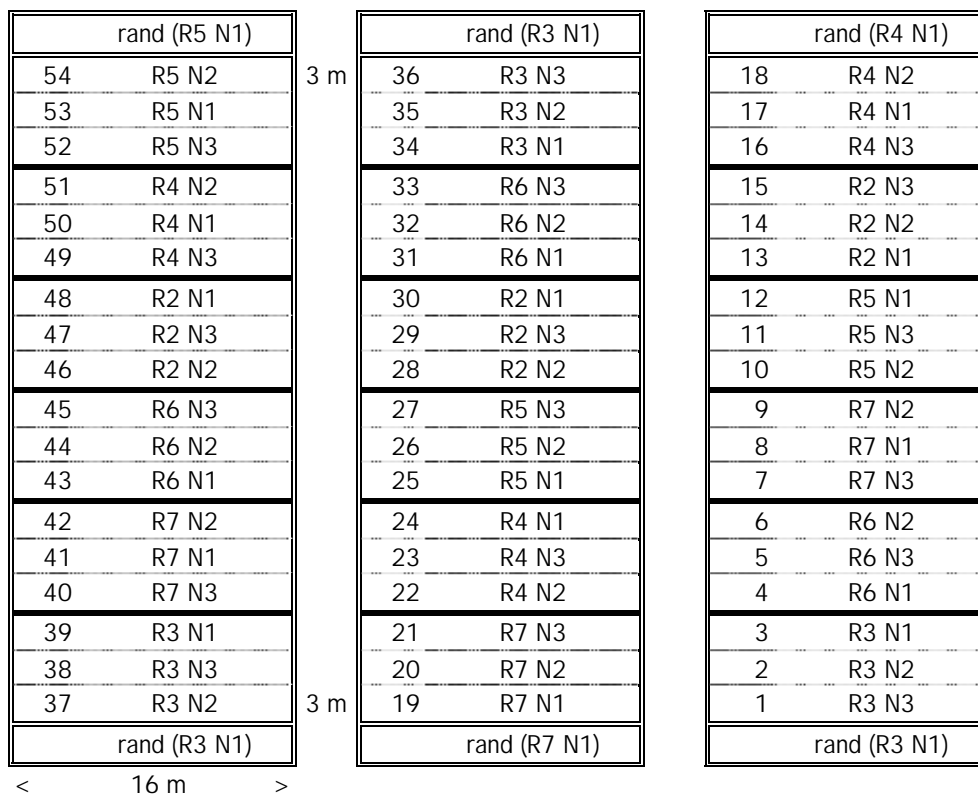 rand (R5 N1) rand (R3 N1) rand (R4 N1)
54 R5 N2 3 m 36 R3 N3 18 R4 N2
53 R5 N1 35 R3 N2 17 R4 N1
52 R5 N3 34 R3 N1 16 R4 N3
51 R4 N2 33 R6 N3 15 R2 N3
50 R4 N1 32 R6 N2 14 R2 N2
49 R4 N3 31 R6 N1 13 R2 N1
48 R2 N1 30 R2 N1 12 R5 N1
47 R2 N3 29 R2 N3 11 R5 N3
46 R2 N2 28 R2 N2 10 R5 N2
45 R6 N3 27 R5 N3 9 R7 N2
44 R6 N2 26 R5 N2 8 R7 N1
43 R6 N1 25 R5 N1 7 R7 N3
42 R7 N2 24 R4 N1 6 R6 N2
41 R7 N1 23 R4 N3 5 R6 N3
40 R7 N3 22 R4 N2 4 R6 N1
39 R3 N1 21 R7 N3 3 R3 N1
38 R3 N3 20 R7 N2 2 R3 N2
37 R3 N2 3 m 19 R7 N1 1 R3 N3
rand (R3 N1) rand (R7 N1) rand (R3 N1)
< 16 m >